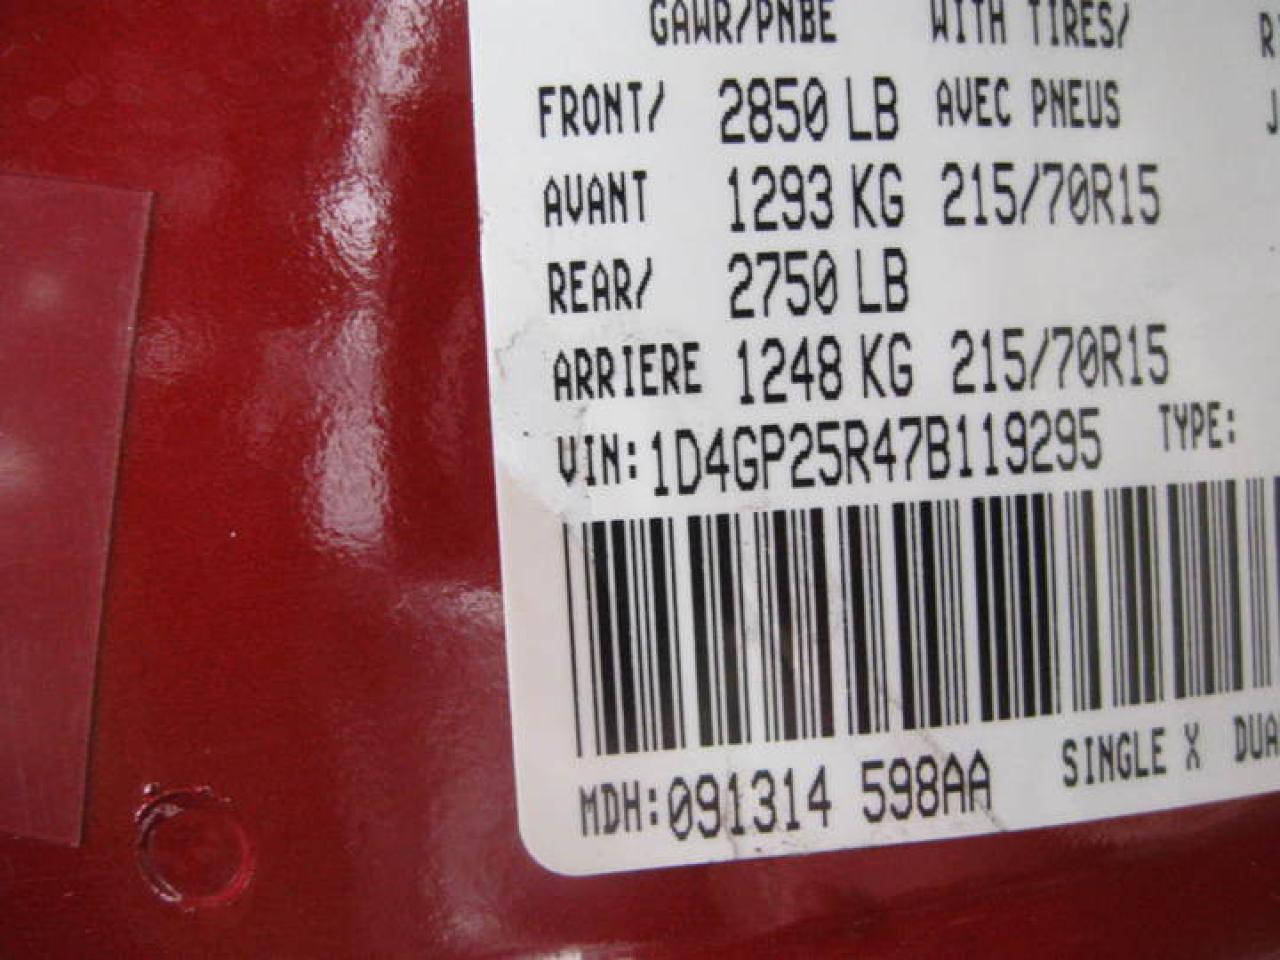 GAWR/PNBE WITH TIRES/
FRONT/ 2850 LB AVEC PNEUS
AVANT 1293 KG 215/70R15
REAR/ 2750 LB
ARRIERE 1248 KG 215/70R15
VIN:1D4GP25R47B119295 TYPE:
MDH:091314 598AA SINGLE X DUA